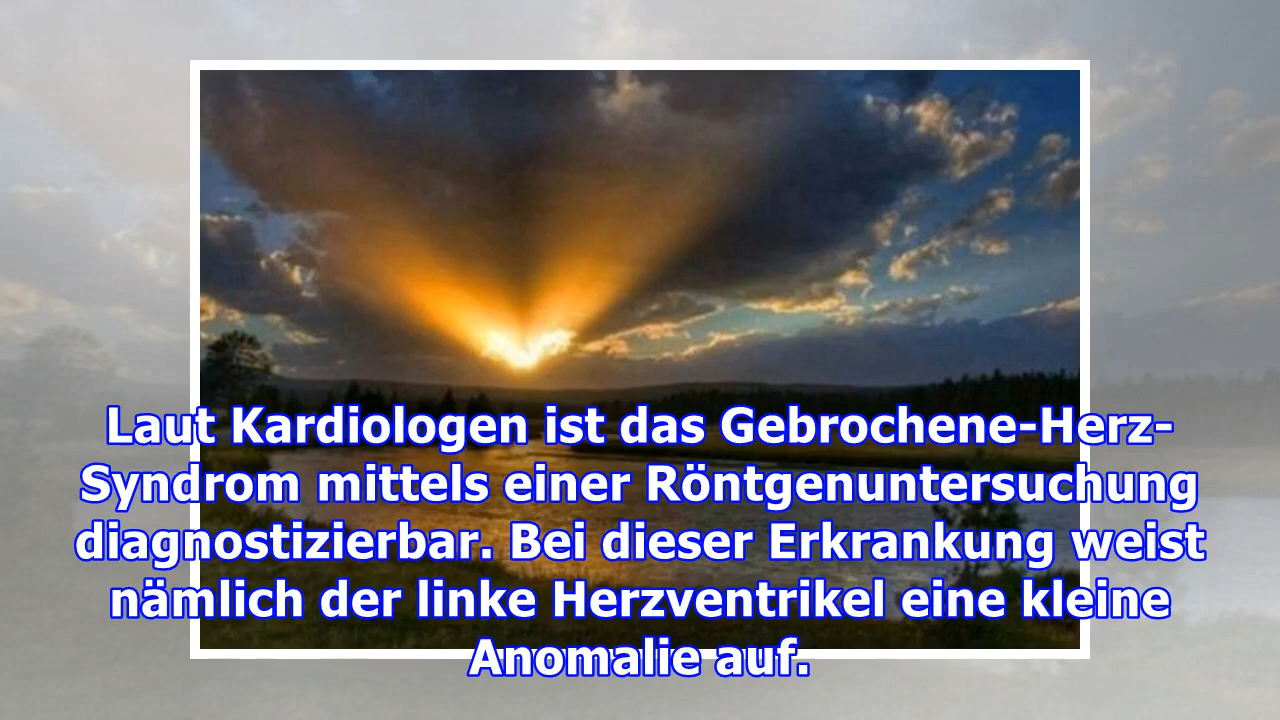 Laut Kardiologen ist das Gebrochene-Herz-
Syndrom mittels einer Röntgenuntersuchung
diagnostizierbar. Bei dieser Erkrankung weist
nämlich der linke Herzventrikel eine kleine
Anomalie auf.